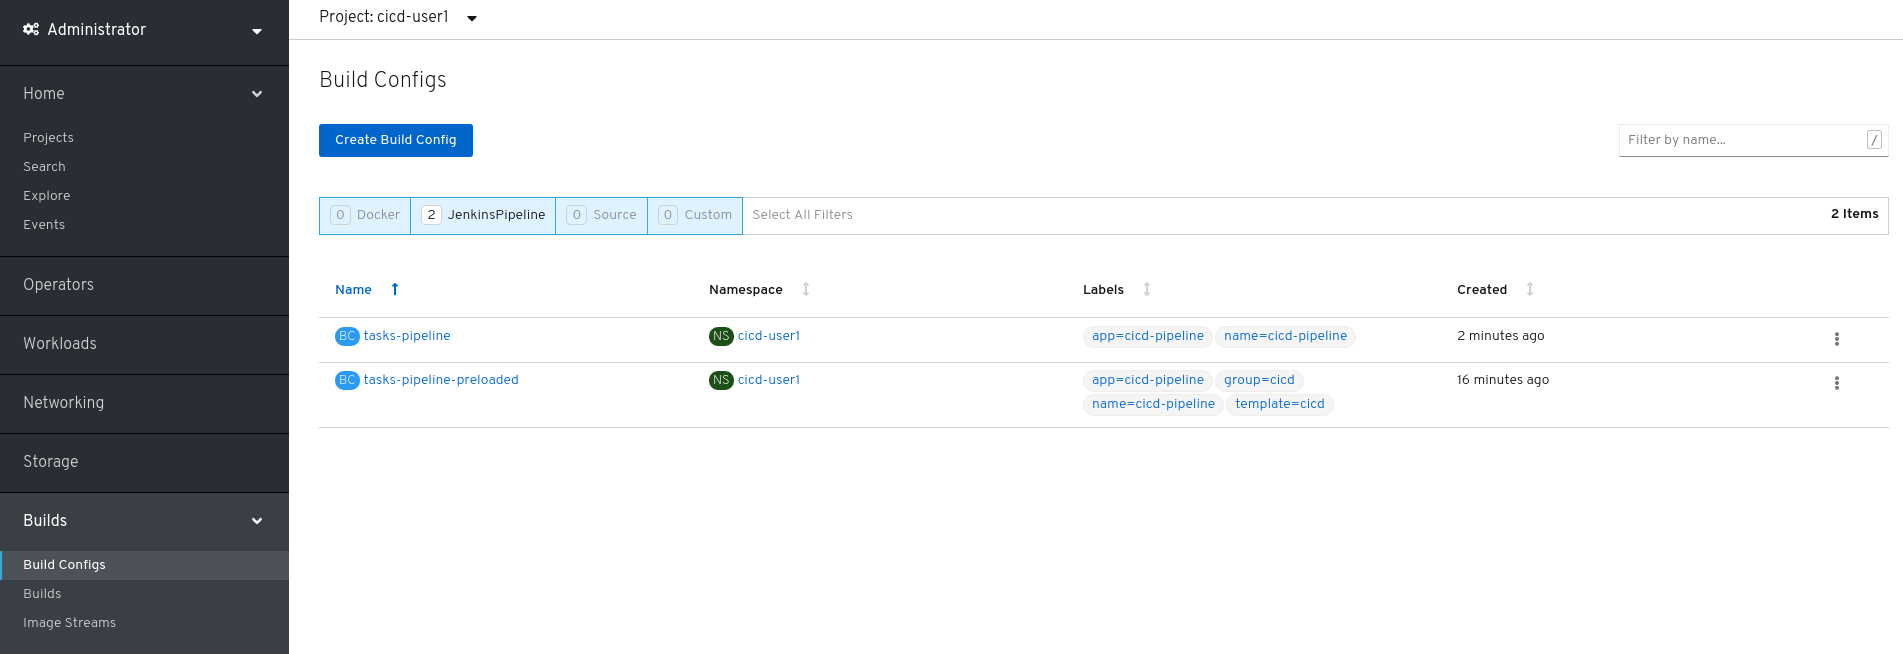 Administrator
Project: cicd-user1
Home
Projects
Search
Explore
Events
Operators
Workloads
Networking
Storage
Builds
Build Configs
Builds
Image Streams
Build Configs
Create Build Config
Filter by name...
/
0 Docker 2 JenkinsPipeline 0 Source 0 Custom Select All Filters 2 Items
Name Namespace Labels Created
BC tasks-pipeline NS cicd-user1 app=cicd-pipeline name=cicd-pipeline 2 minutes ago
BC tasks-pipeline-preloaded NS cicd-user1 app=cicd-pipeline group=cicd 16 minutes ago
name=cicd-pipeline template=cicd